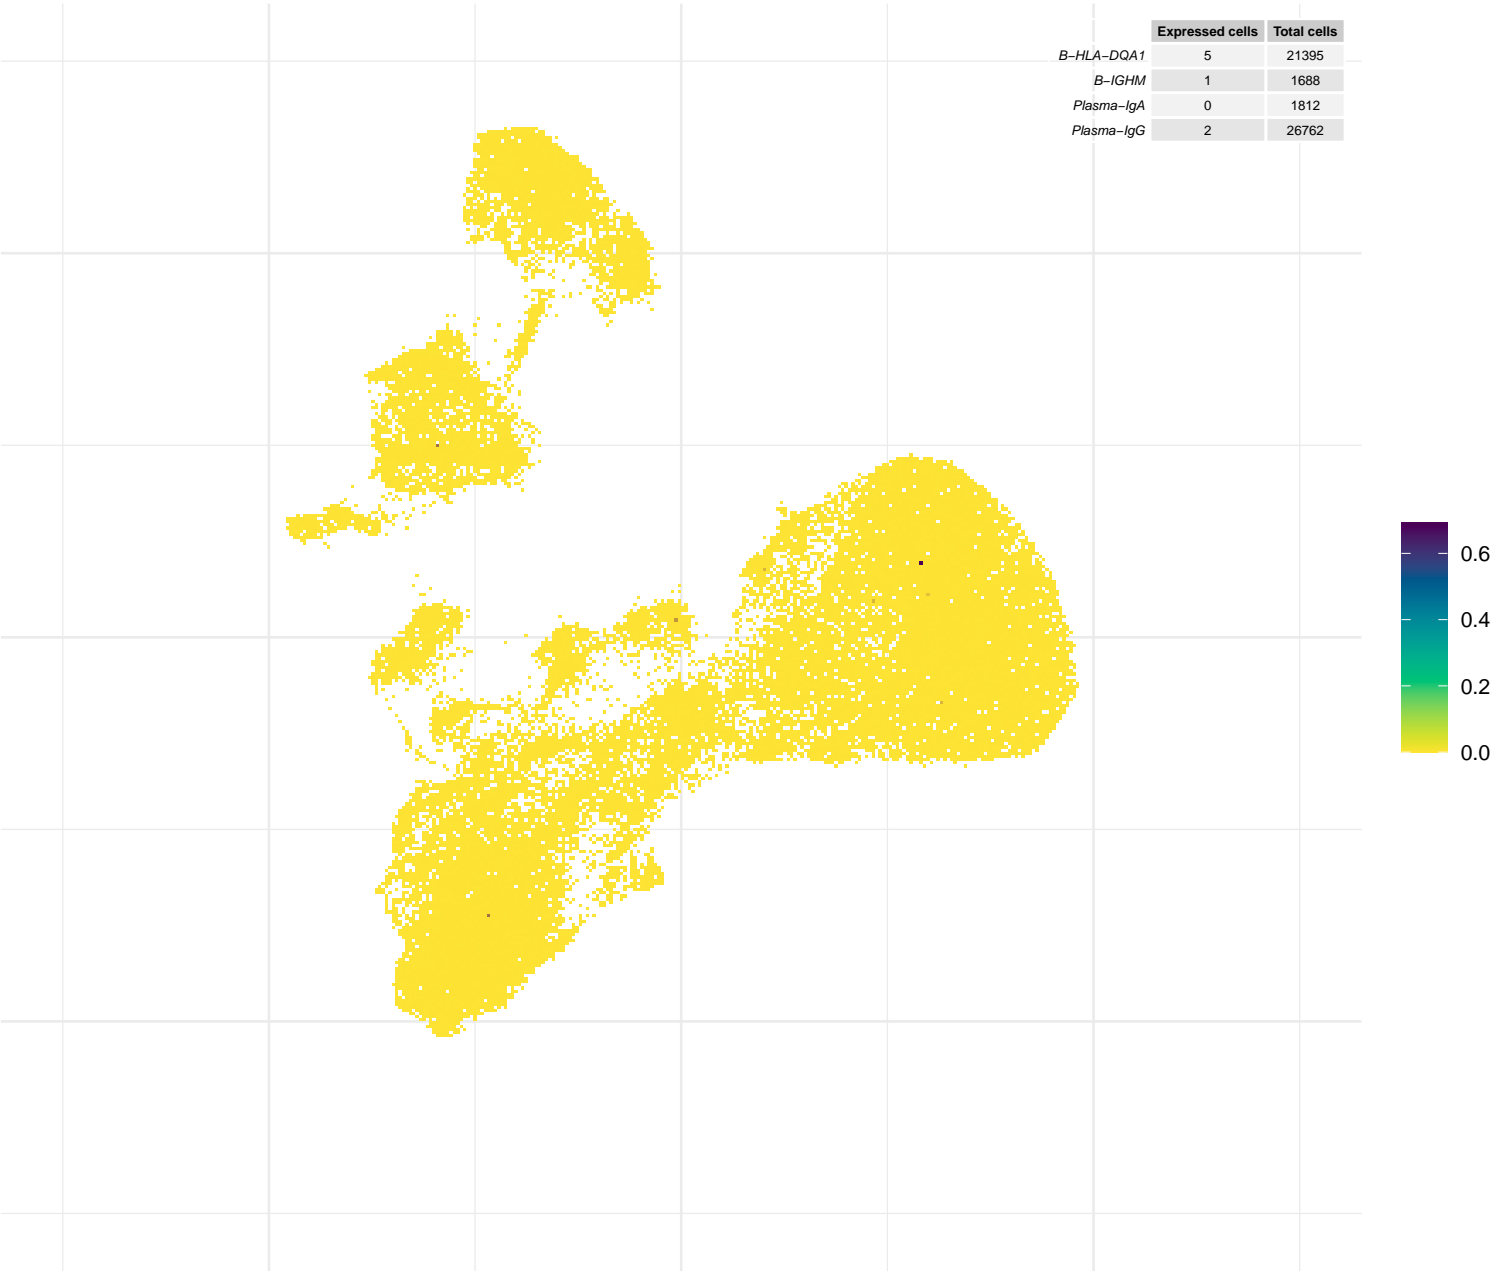 Expressed cells Total cells
B−HLA−DQA1 5 21395
B−IGHM 1 1688
Plasma−IgA 0 1812
Plasma−IgG 2 26762
0.6
0.4
0.2
0.0